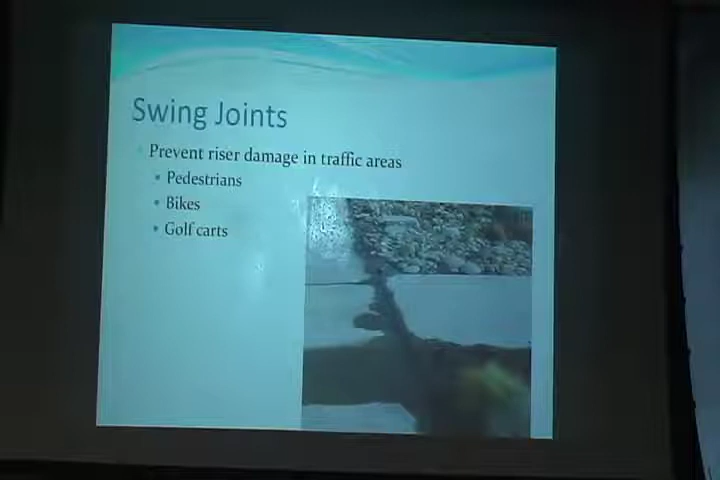 Swing Joints
Prevent riser damage in traffic areas
Pedestrians
Bikes
Golf carts